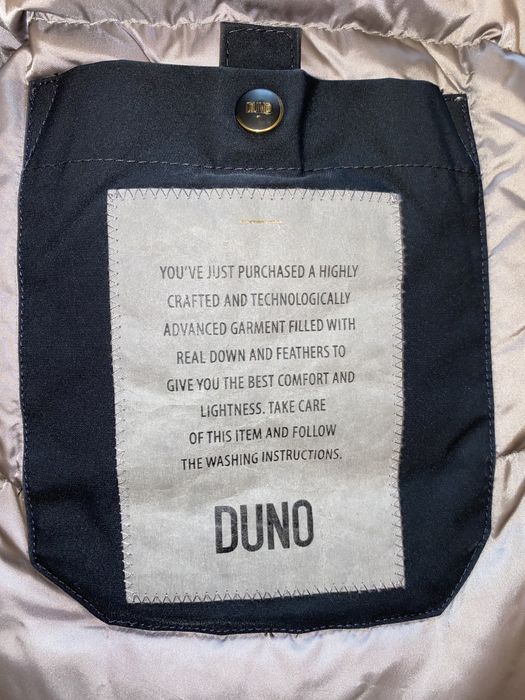 DUNO
YOU'VE JUST PURCHASED A HIGHLY
CRAFTED AND TECHNOLOGICALLY
ADVANCED GARMENT FILLED WITH
REAL DOWN AND FEATHERS TO
GIVE YOU THE BEST COMFORT AND
LIGHTNESS. TAKE CARE
OF THIS ITEM AND FOLLOW
THE WASHING INSTRUCTIONS.
DUNO